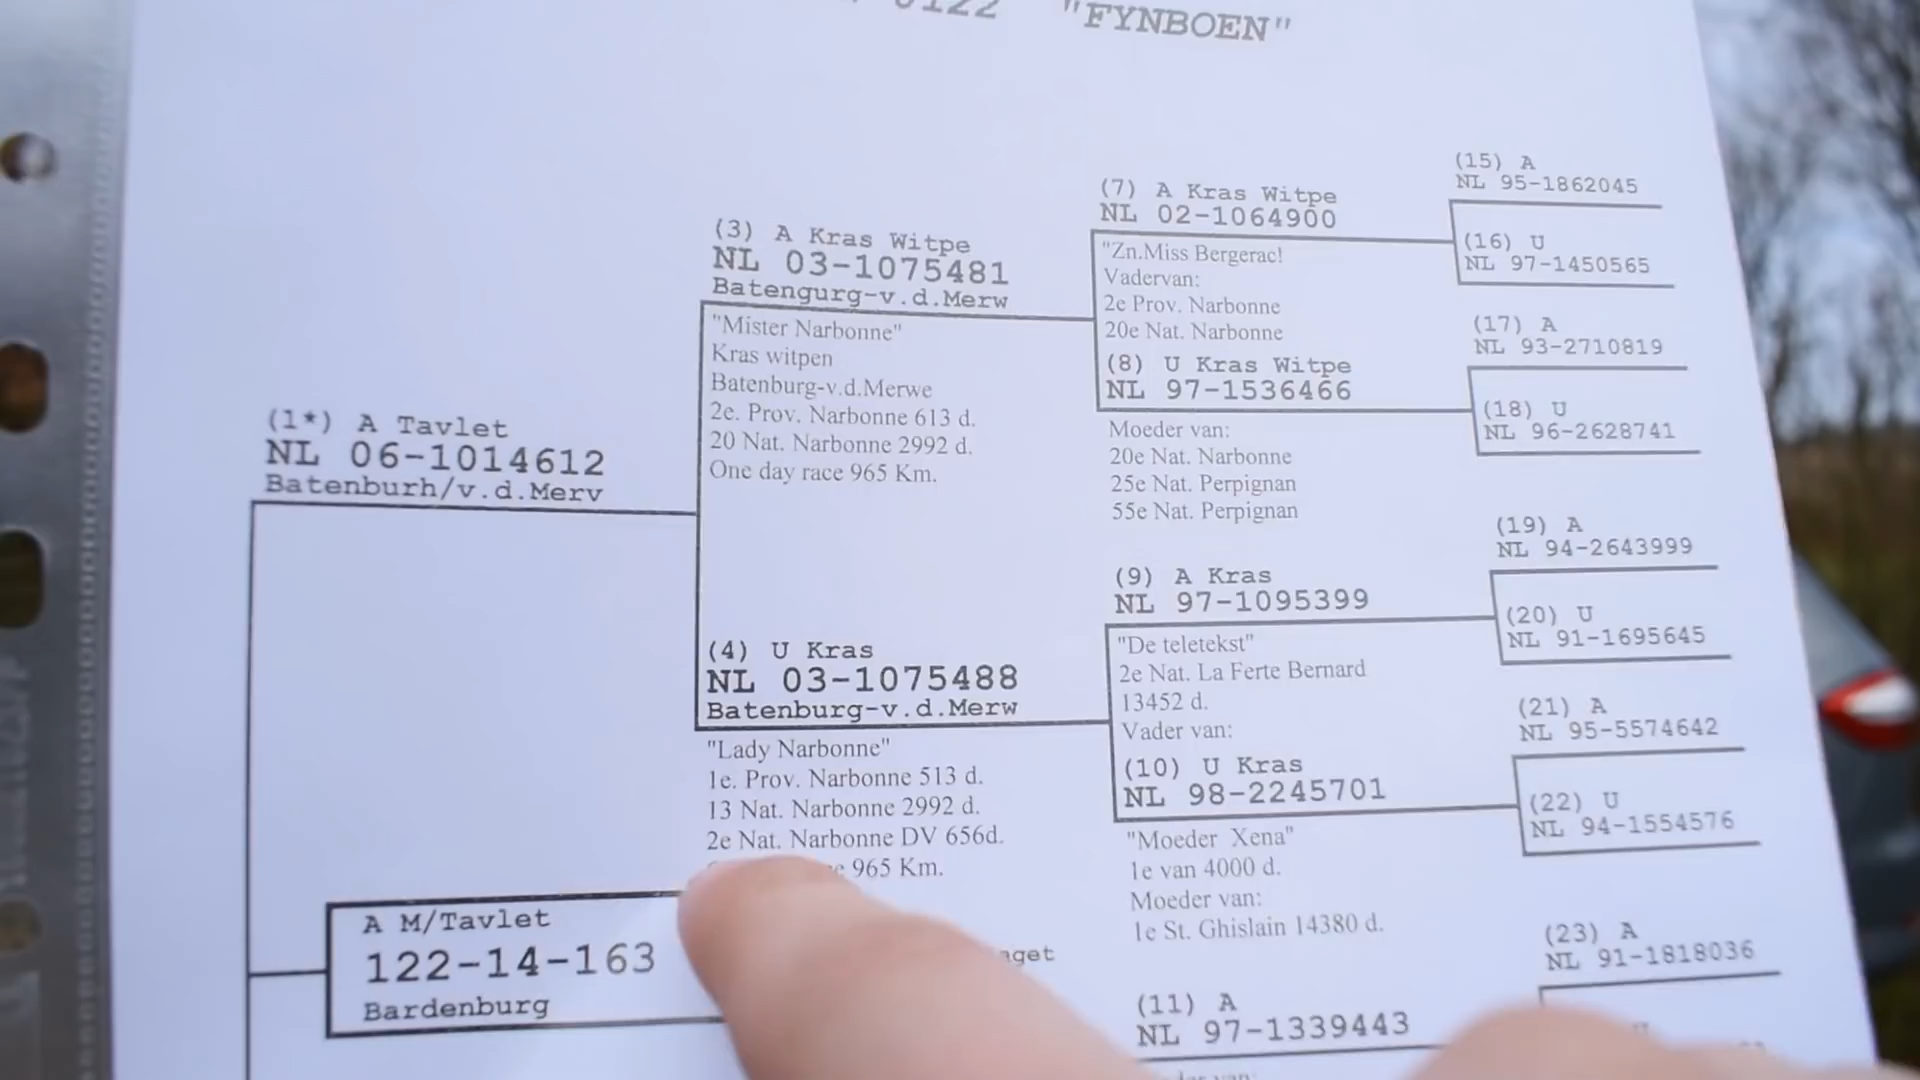 0122 "FYNBOEN"
(1*) A Tavlet
NL 06-1014612
Batenburh/v.d.Merv
A M/Tavlet
122-14-163
Bardenburg
(3) A Kras Witpe
NL 03-1075481
Batengurg-v.d.Merw
"Mister Narbonne"
Kras witpen
Batenburg-v.d.Merwe
2e. Prov. Narbonne 613 d.
20 Nat. Narbonne 2992 d.
One day race 965 Km.
(4) U Kras
NL 03-1075488
Batenburg-v.d.Merw
"Lady Narbonne"
1e. Prov. Narbonne 513 d.
13 Nat. Narbonne 2992 d.
2e Nat. Narbonne DV 656d.
965 Km.
(7) A Kras Witpe
NL 02-1064900
"Zn.Miss Bergerac!
Vadervan:
2e Prov. Narbonne
20e Nat. Narbonne
(8) U Kras Witpe
NL 97-1536466
Moeder van:
20e Nat. Narbonne
25e Nat. Perpignan
55e Nat. Perpignan
(9) A Kras
NL 97-1095399
"De teletekst"
2e Nat. La Ferte Bernard
13452 d.
Vader van:
(10) U Kras
NL 98-2245701
"Moeder Xena"
1e van 4000 d.
Moeder van:
1e St. Ghislain 14380 d.
(11) A
NL 97-1339443
(15) A
NL 95-1862045
(16) U
NL 97-1450565
(17) A
NL 93-2710819
(18) U
NL 96-2628741
(19) A
NL 94-2643999
(20) U
NL 91-1695645
(21) A
NL 95-5574642
(22) U
NL 94-1554576
(23) A
NL 91-1818036